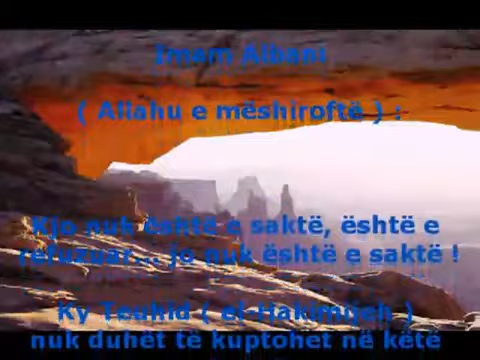 Imam Albani
( Allahu e mëshiroftë ) :
Kjo nuk është e saktë, është e
refuzuar... jo nuk është e saktë !
Ky Teuhid ( el-Hakimijeh )
nuk duhët të kuptohet në këtë